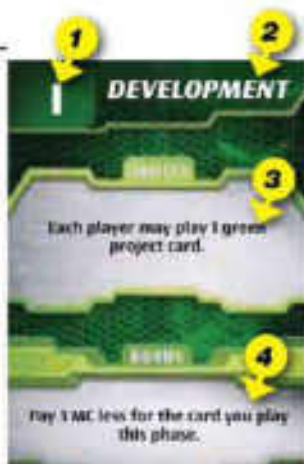 1
2
I DEVELOPMENT
3
Each player may play 1 green
project card.
BONUS
4
Pay 3 MC less for the card you play
this phase.